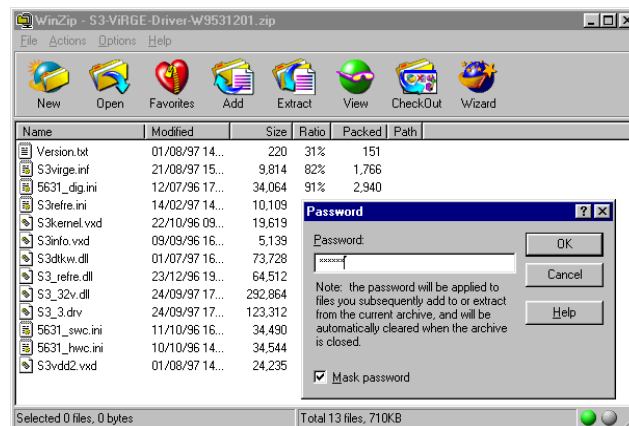 WinZip - S3-ViRGE-Driver-W9531201.zip
File Actions Options Help
New Open Favorites Add Extract View CheckOut Wizard
Name Modified Size Ratio Packed Path
Version.txt 01/08/97 14... 220 31% 151
S3virge.inf 21/08/97 15... 9,814 82% 1,766
5631_dig.ini 12/07/96 17... 34,064 91% 2,940
S3refre.ini 14/02/97 14... 10,109
S3kernel.vxd 22/10/96 09... 19,619
S3info.vxd 09/09/96 16... 5,139
S3dtkw.dll 01/07/97 16... 73,728
S3_refre.dll 23/12/96 19... 64,512
S3_32v.dll 24/09/97 17... 292,864
S3_3.drv 24/09/97 17... 123,312
5631_swc.ini 11/10/96 16... 34,490
5631_hwc.ini 10/10/96 14... 34,544
S3vdd2.vxd 01/08/97 14... 24,235
Password
Password:
××××××
OK
Cancel
Help
Note: the password will be applied to
files you subsequently add to or extract
from the current archive, and will be
automatically cleared when the archive
is closed.
Mask password
Selected 0 files, 0 bytes
Total 13 files, 710KB